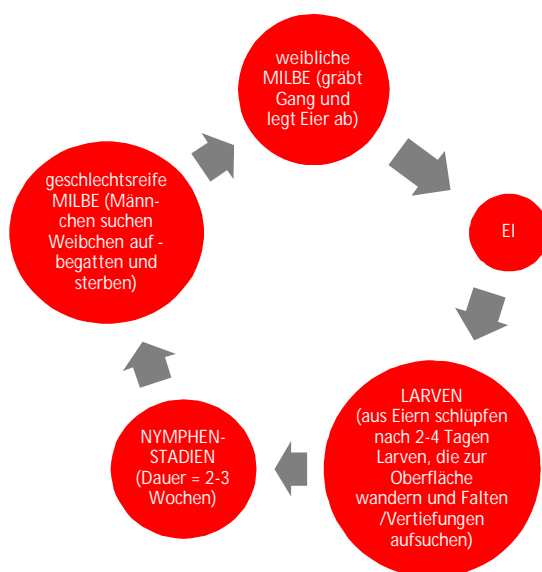 weibliche
MILBE (gräbt
Gang und
legt Eier ab)
EI
LARVEN
(aus Eiern schlüpfen
nach 2-4 Tagen
Larven, die zur
Oberfläche
wandern und Falten
/Vertiefungen
aufsuchen)
NYMPHEN-
STADIEN
(Dauer = 2-3
Wochen)
geschlechtsreife
MILBE (Männ-
chen suchen
Weibchen auf -
begatten und
sterben)